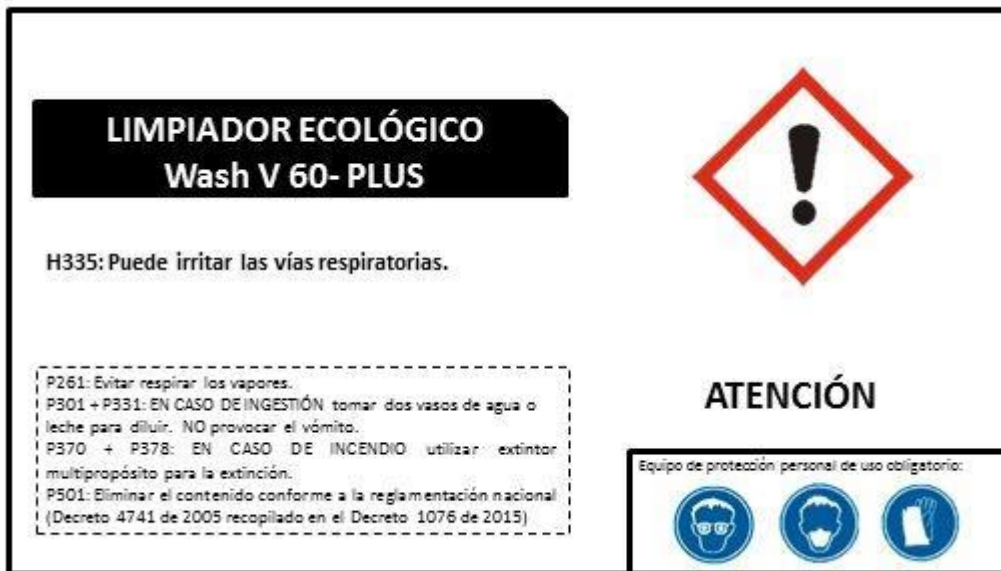 LIMPIADOR ECOLÓGICO
Wash V 60- PLUS
H335: Puede irritar las vías respiratorias.
P261: Evitar respirar los vapores.
P301 + P331: EN CASO DE INGESTIÓN tomar dos vasos de agua o
leche para diluir. NO provocar el vómito.
P370 + P378: EN CASO DE INCENDIO utilizar extintor
multipropósito para la extinción.
P501: Eliminar el contenido conforme a la reglamentación nacional
(Decreto 4741 de 2005 recopilado en el Decreto 1076 de 2015)
ATENCIÓN
Equipo de protección personal de uso obligatorio: